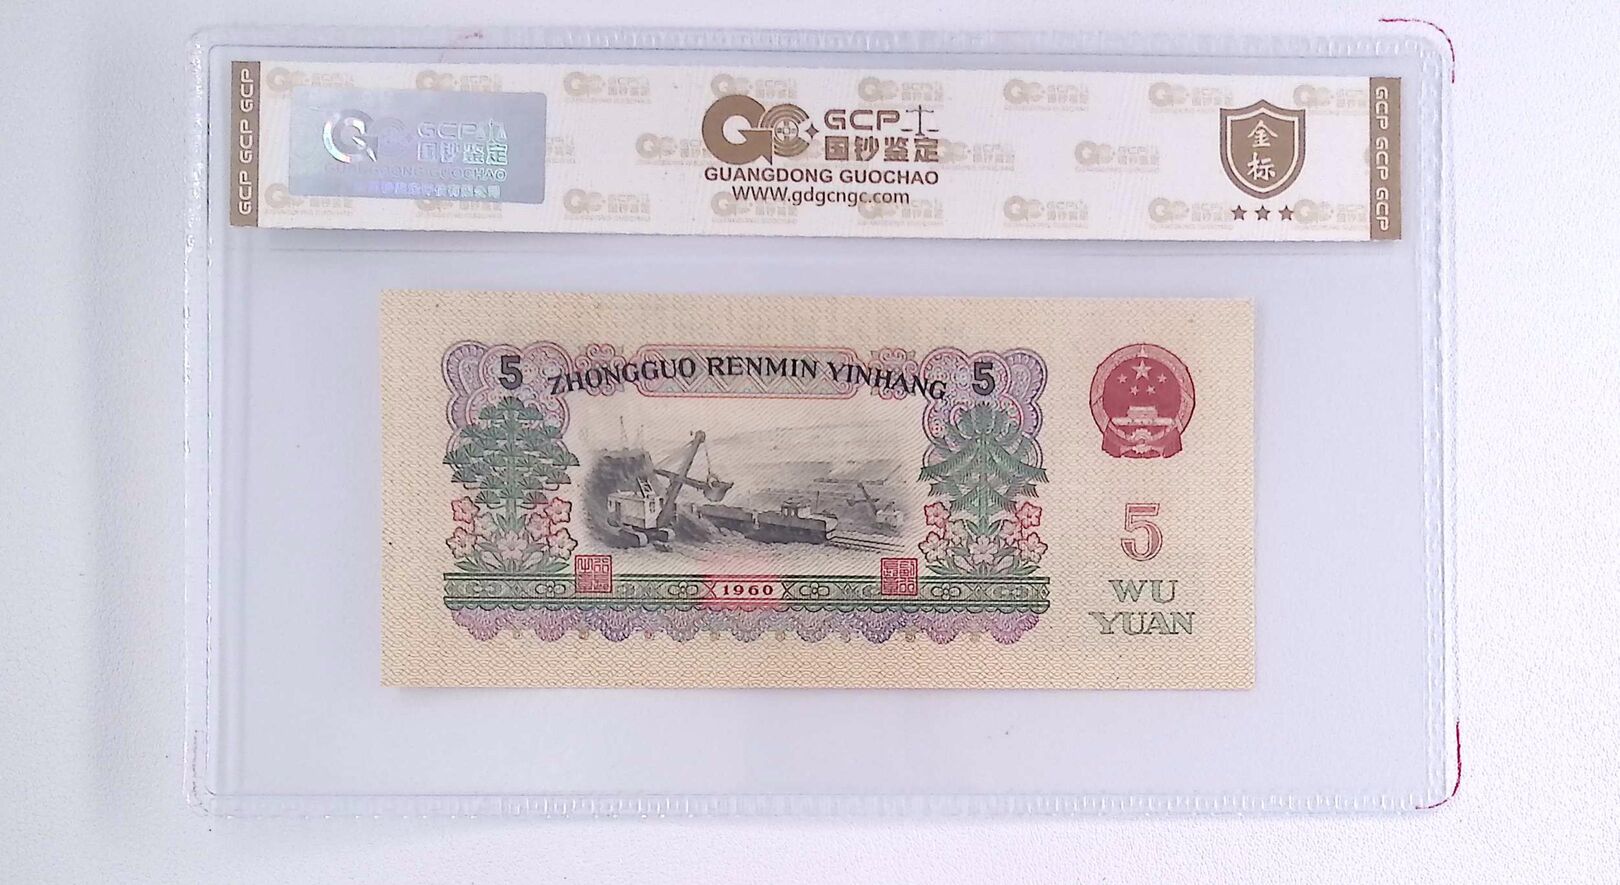 GCP GCP GCP
GCP
国钞鉴定
GUANGDONG GUOCHAO
GCP
国钞鉴定
GUANGDONG GUOCHAO
WWW.gdgcngc.com
金标
GCP GCP GCP GCP
5 ZHONGGUO RENMIN YINHANG 5
1960
5
WU
YUAN